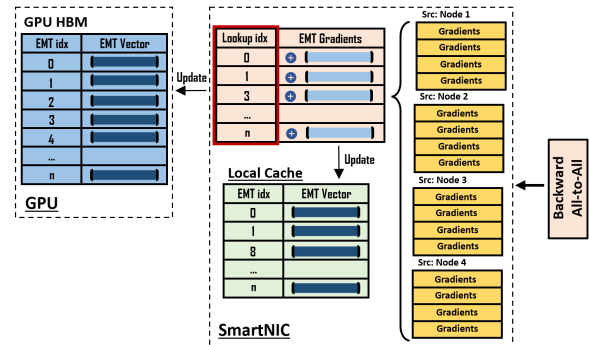 GPU HBM
EMT idx EMT Vector
0
1
2
3
4
...
n
GPU
Update
Lookup idx EMT Gradients
0 +
1 +
3 +
...
n +
Update
Local Cache
EMT idx EMT Vector
0
1
8
...
n
SmartNIC
Src: Node 1
Gradients
Gradients
Gradients
Gradients
Src: Node 2
Gradients
Gradients
Gradients
Gradients
Src: Node 3
Gradients
Gradients
Gradients
Gradients
Src: Node 4
Gradients
Gradients
Gradients
Gradients
Backward
All-to-All